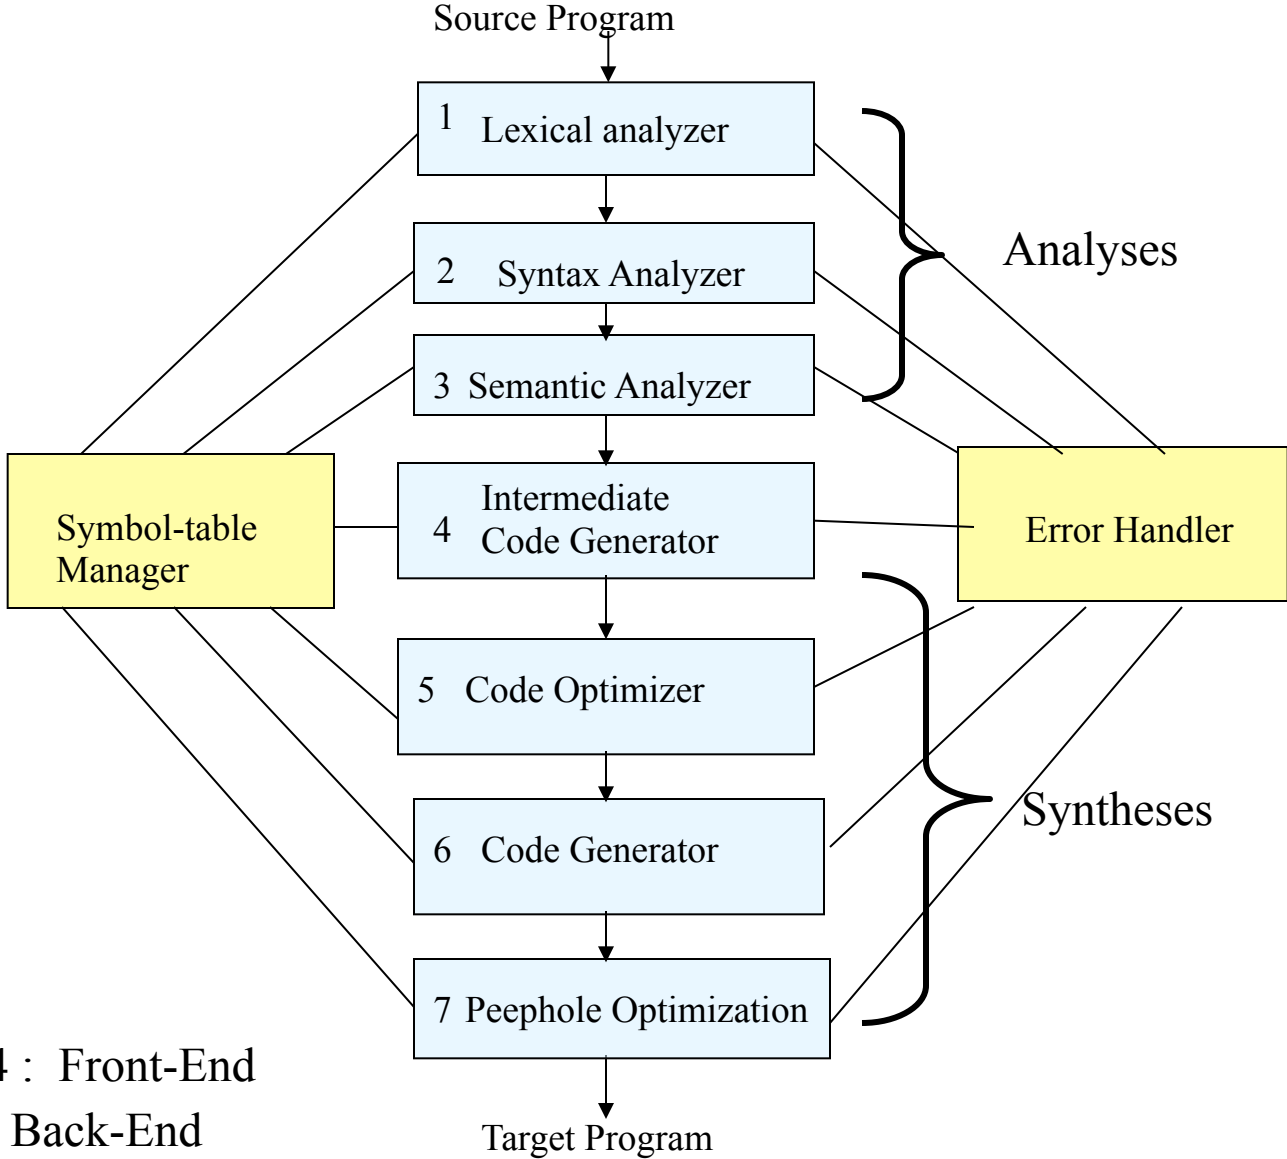 Source Program
1 Lexical analyzer
Analyses
2 Syntax Analyzer
3 Semantic Analyzer
Symbol-table
Manager
4 Intermediate
Code Generator
Error Handler
5 Code Optimizer
6 Code Generator
Syntheses
7 Peephole Optimization
4 : Front-End
Back-End
Target Program